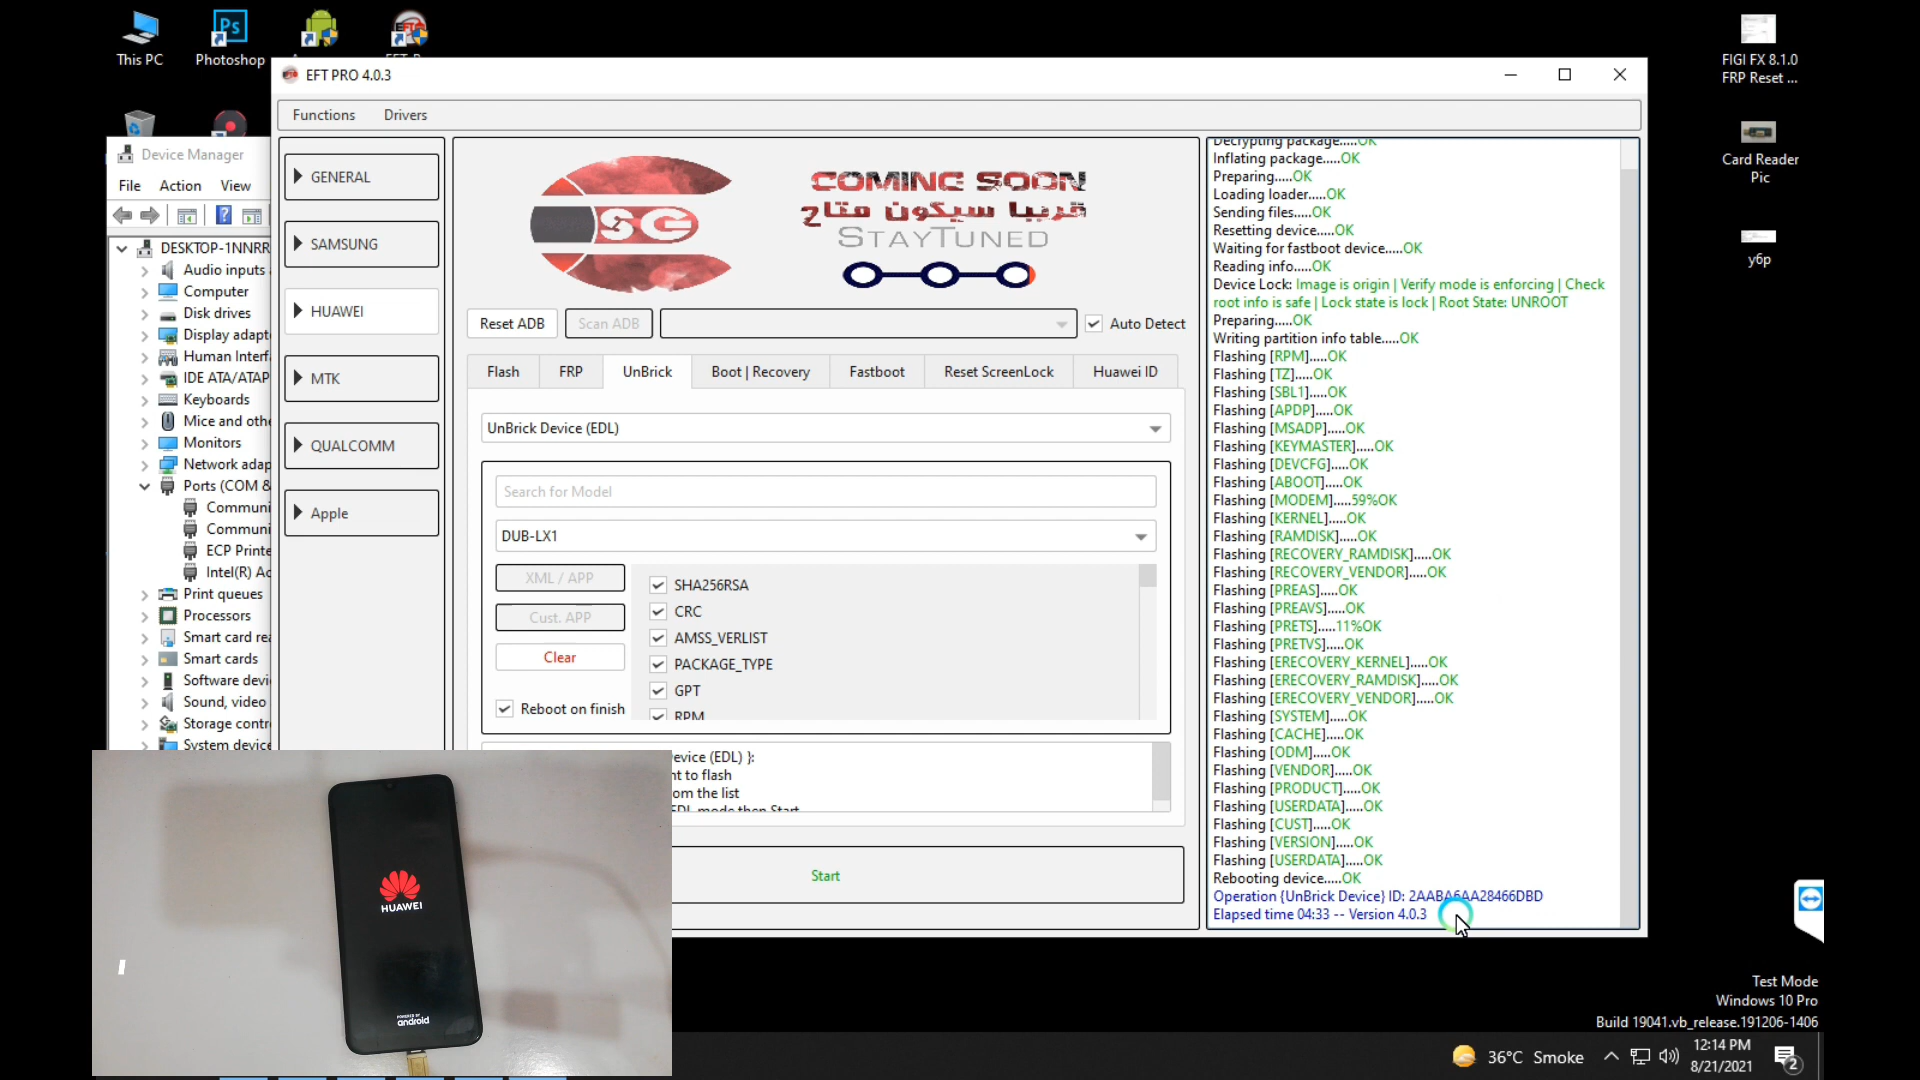 This PC
Photoshop
FIGI FX 8.1.0
FRP Reset ...
Card Reader
Pic
y6p
Device Manager
File Action View
DESKTOP-1NNRR
Audio inputs
Computer
Disk drives
Display adapt
Human Interf
IDE ATA/ATAP
Keyboards
Mice and othe
Monitors
Network adap
Ports (COM &
Communi
Communi
ECP Printe
Intel(R) Ac
Print queues
Processors
Smart card rea
Smart cards
Software devi
Sound, video
Storage contr
System device
EFT PRO 4.0.3
Functions Drivers
GENERAL
SAMSUNG
HUAWEI
MTK
QUALCOMM
Apple
SG
COMING SOON
قريبا سيكون متاح
STAYTUNED
Reset ADB Scan ADB Auto Detect
Flash FRP UnBrick Boot | Recovery Fastboot Reset ScreenLock Huawei ID
UnBrick Device (EDL)
Search for Model
DUB-LX1
XML / APP
Cust. APP
Clear
Reboot on finish
SHA256RSA
CRC
AMSS_VERLIST
PACKAGE_TYPE
GPT
RPM
evice (EDL) }:
nt to flash
om the list
EDL mode then Start
Start
Decrypting package.....OK
Inflating package.....OK
Preparing.....OK
Loading loader.....OK
Sending files.....OK
Resetting device.....OK
Waiting for fastboot device.....OK
Reading info.....OK
Device Lock: Image is origin | Verify mode is enforcing | Check
root info is safe | Lock state is lock | Root State: UNROOT
Preparing.....OK
Writing partition info table.....OK
Flashing [RPM].....OK
Flashing [TZ].....OK
Flashing [SBL1].....OK
Flashing [APDP].....OK
Flashing [MSADP].....OK
Flashing [KEYMASTER].....OK
Flashing [DEVCFG].....OK
Flashing [ABOOT].....OK
Flashing [MODEM].....59%OK
Flashing [KERNEL].....OK
Flashing [RAMDISK].....OK
Flashing [RECOVERY_RAMDISK].....OK
Flashing [RECOVERY_VENDOR].....OK
Flashing [PREAS].....OK
Flashing [PREAVS].....OK
Flashing [PRETS].....11%OK
Flashing [PRETVS].....OK
Flashing [ERECOVERY_KERNEL].....OK
Flashing [ERECOVERY_RAMDISK].....OK
Flashing [ERECOVERY_VENDOR].....OK
Flashing [SYSTEM].....OK
Flashing [CACHE].....OK
Flashing [ODM].....OK
Flashing [VENDOR].....OK
Flashing [PRODUCT].....OK
Flashing [USERDATA].....OK
Flashing [CUST].....OK
Flashing [VERSION].....OK
Flashing [USERDATA].....OK
Rebooting device.....OK
Operation {UnBrick Device} ID: 2AABA6AA28466DBD
Elapsed time 04:33 -- Version 4.0.3
HUAWEI
POWERED BY
android
Test Mode
Windows 10 Pro
Build 19041.vb_release.191206-1406
36°C Smoke
12:14 PM
8/21/2021
2